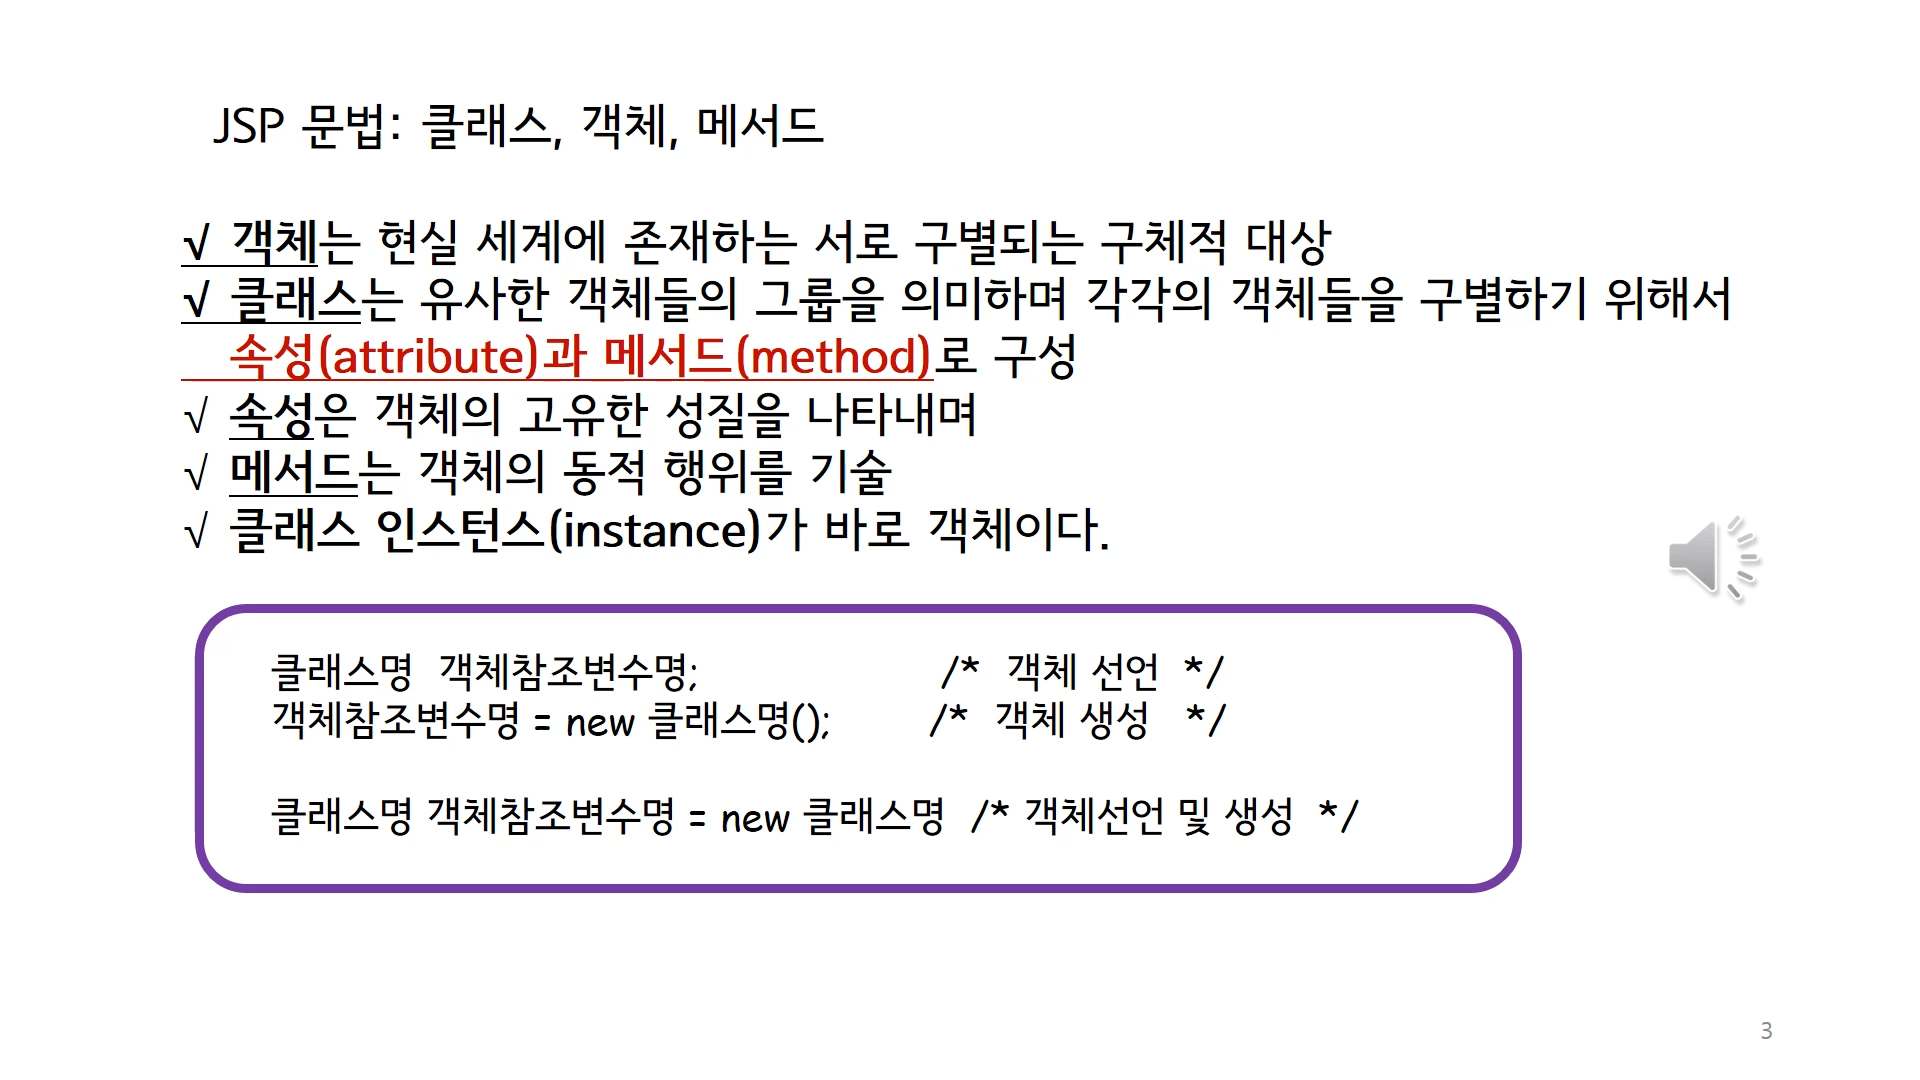 JSP 문법: 클래스, 객체, 메서드
√ 객체는 현실 세계에 존재하는 서로 구별되는 구체적 대상
√ 클래스는 유사한 객체들의 그룹을 의미하며 각각의 객체들을 구별하기 위해서
속성(attribute)과 메서드(method)로 구성
√ 속성은 객체의 고유한 성질을 나타내며
√ 메서드는 객체의 동적 행위를 기술
√ 클래스 인스턴스(instance)가 바로 객체이다.
클래스명 객체참조변수명; /* 객체 선언 */
객체참조변수명 = new 클래스명(); /* 객체 생성 */
클래스명 객체참조변수명 = new 클래스명 /* 객체선언 및 생성 */
3